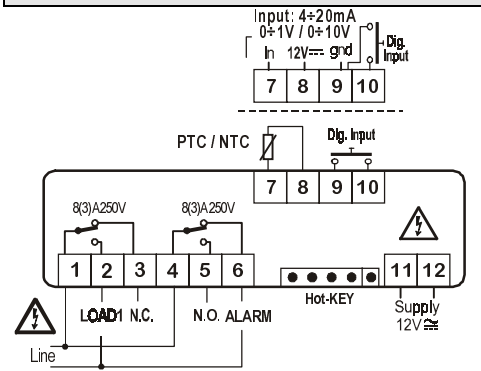 Input: 4÷20mA
0÷1V / 0÷10V
In 12V⎓ gnd
Dig.
Input
7 8 9 10
PTC / NTC
Dig. Input
7 8 9 10
8(3)A250V 8(3)A250V
1 2 3 4 5 6 11 12
Hot-KEY
LOAD1 N.C. N.O. ALARM
Supply
12V≅
Line